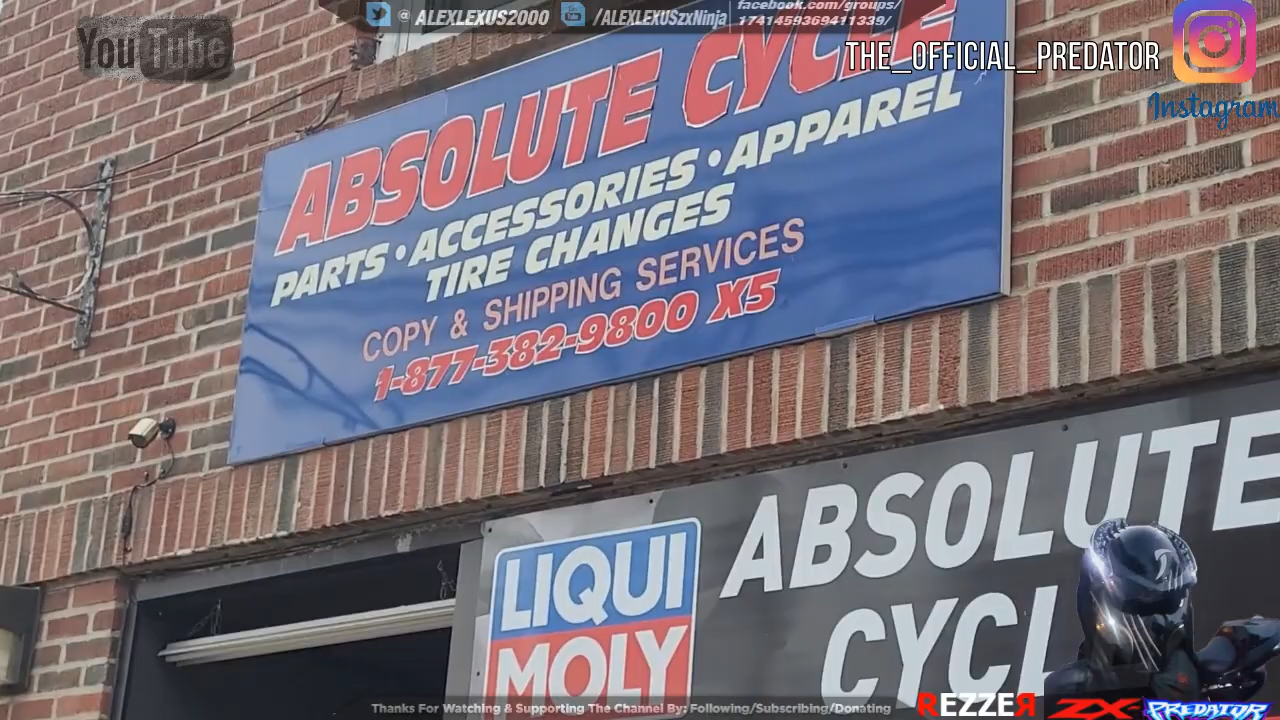 YouTube
@ ALEXLEXUS2000
/ALEXLEXUSzxNinja
facebook.com/groups/
1741459369411339/
THE_OFFICIAL_PREDATOR
Instagram
ABSOLUTE CYCLE
PARTS • ACCESSORIES • APPAREL
TIRE CHANGES
COPY & SHIPPING SERVICES
1-877-382-9800 X5
LIQUI
MOLY
ABSOLUTE
CYCL
Thanks For Watching & Supporting The Channel By: Following/Subscribing/Donating
REZZER ZX PREDATOR